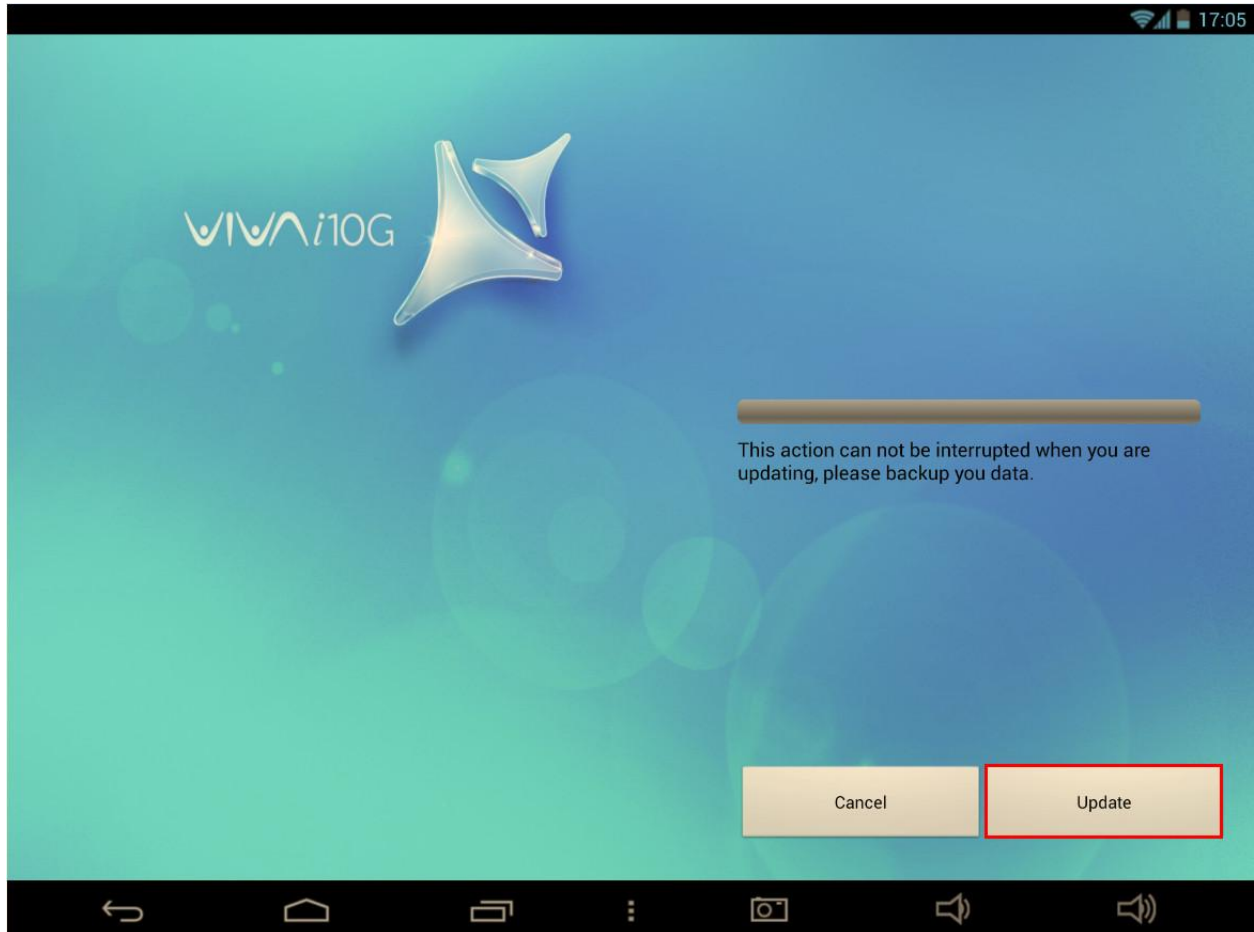 17:05
VIVA i10G
This action can not be interrupted when you are
updating, please backup you data.
Cancel
Update